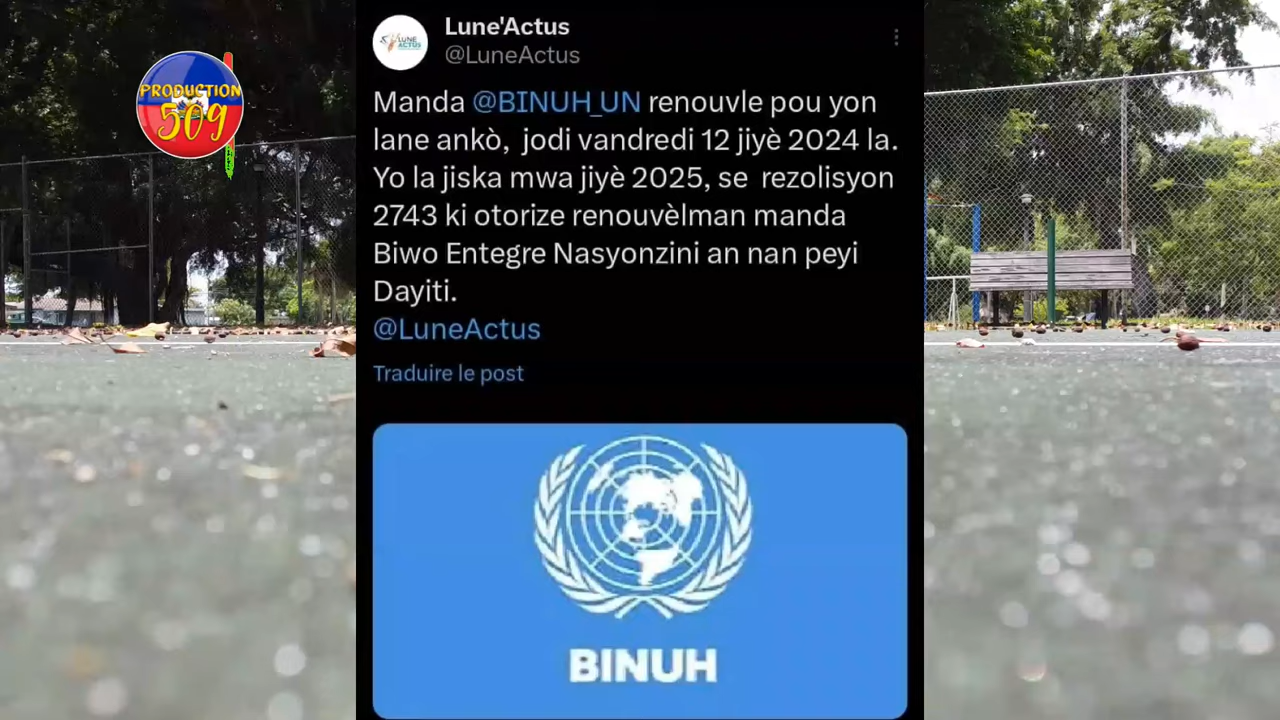 PRODUCTION
509
Lune'Actus
@LuneActus
Manda @BINUH_UN renouvle pou yon
lane ankò, jodi vandredi 12 jiyè 2024 la.
Yo la jiska mwa jiyè 2025, se rezolisyon
2743 ki otorize renouvèlman manda
Biwo Entegre Nasyonzini an nan peyi
Dayiti.
@LuneActus
Traduire le post
LUNE
ACTUS
BINUH